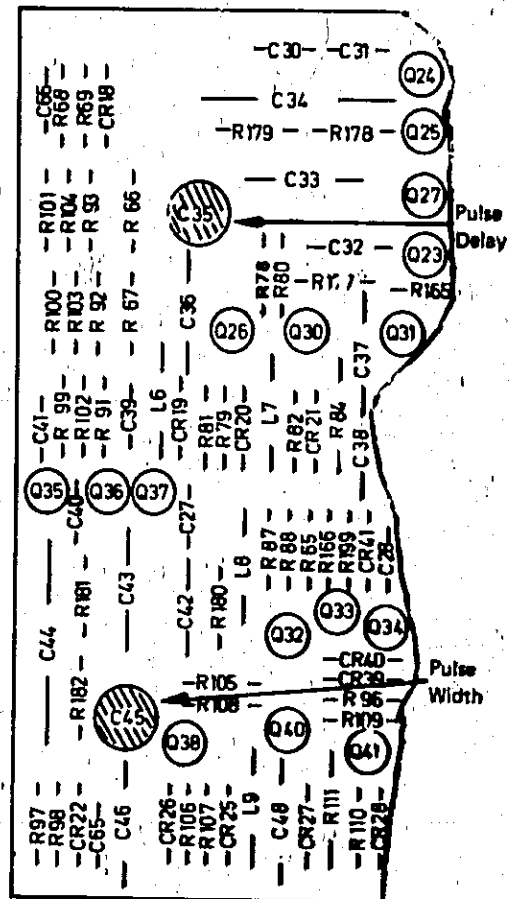 C30 C31
Q24
C66 R68 R69 CR18
C34
R179 R178
Q25
C33
Q27
R101 R104 R93 R66
C35
Pulse
Delay
C32
Q23
R78 R80
R165
R100 R103 R92 R67
C36
Q26 Q30
Q31
C37
C41 R99 R102 R91 C39
L6
CR19
R81 R79 CR20
L7
R82 CR21
R84
C38
Q35 Q36 Q37
C40
C27
L8
R87 R88 R65 R166 R199 CR41 C28
C44
R181
C43
C42
R180
Q32 Q33 Q34
CR40
R105
CR39
Pulse
Width
R182
C45
R108
R96
R109
Q38
Q40
Q41
R97 R98 CR22 C65
C46
CR26 R106 R107 CR25
L9
C48
CR27
R111
R110 CR28